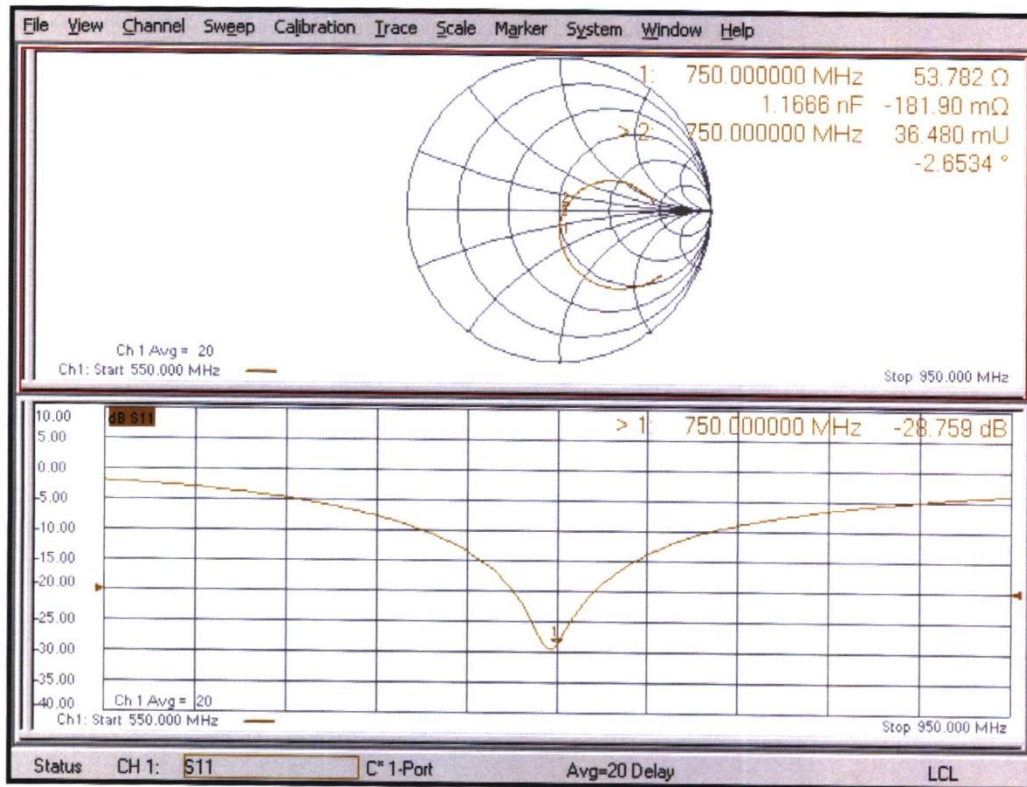 File View Channel Sweep Calibration Trace Scale Marker System Window Help
1: 750.000000 MHz 53.782 Ω
1.1666 nF -181.90 mΩ
> 2: 750.000000 MHz 36.480 mU
-2.6534 °
Ch 1 Avg = 20
Ch1: Start 550.000 MHz
Stop 950.000 MHz
dB S11
> 1: 750.000000 MHz -28.759 dB
10.00
5.00
0.00
-5.00
-10.00
-15.00
-20.00
-25.00
-30.00
-35.00
-40.00
1
Ch 1 Avg = 20
Ch1: Start 550.000 MHz
Stop 950.000 MHz
Status CH 1: S11 C* 1-Port Avg=20 Delay LCL